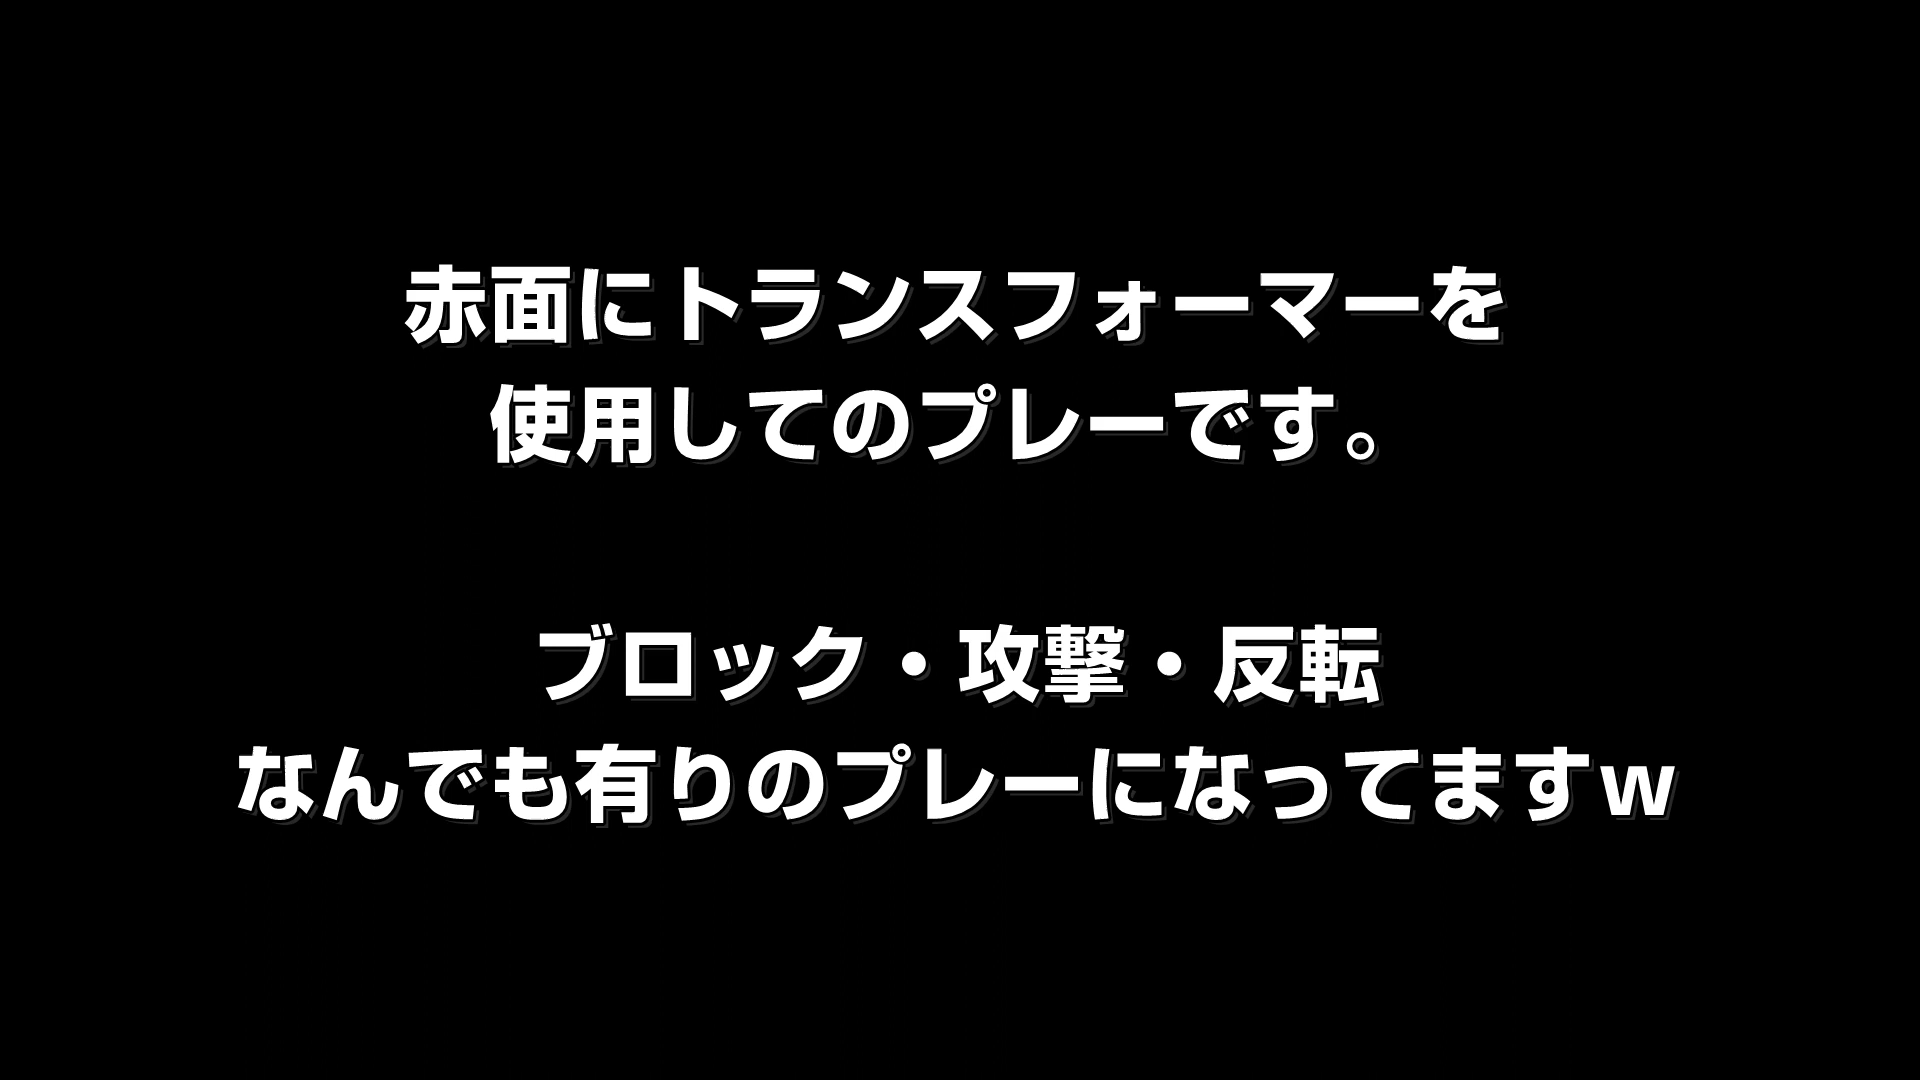 赤面にトランスフォーマーを
使用してのプレーです。
ブロック・攻撃・反転
なんでも有りのプレーになってますw